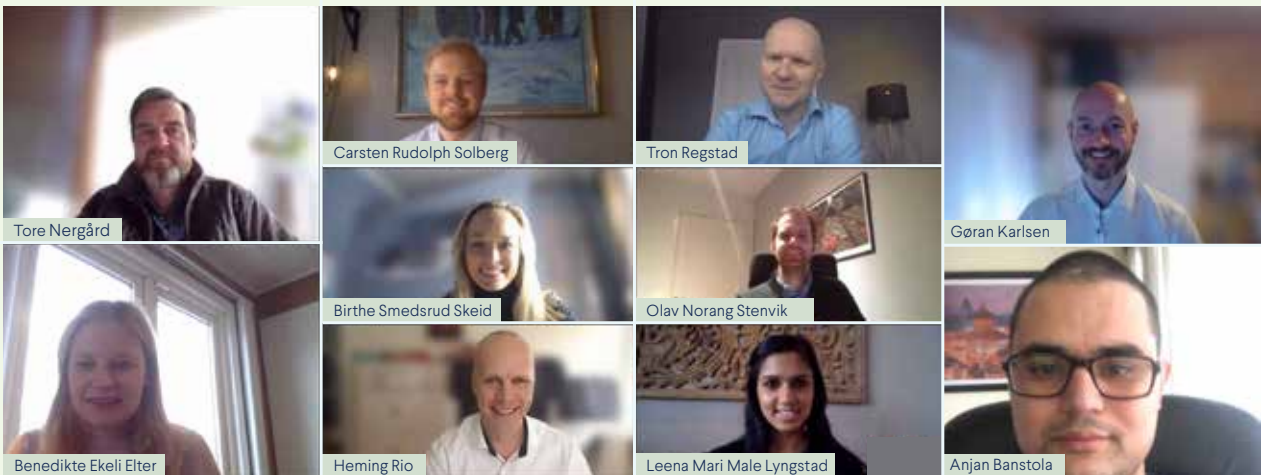 Tore Nergård
Carsten Rudolph Solberg
Tron Regstad
Gøran Karlsen
Birthe Smedsrud Skeid
Olav Norang Stenvik
Benedikte Ekeli Elter
Heming Rio
Leena Mari Male Lyngstad
Anjan Banstola